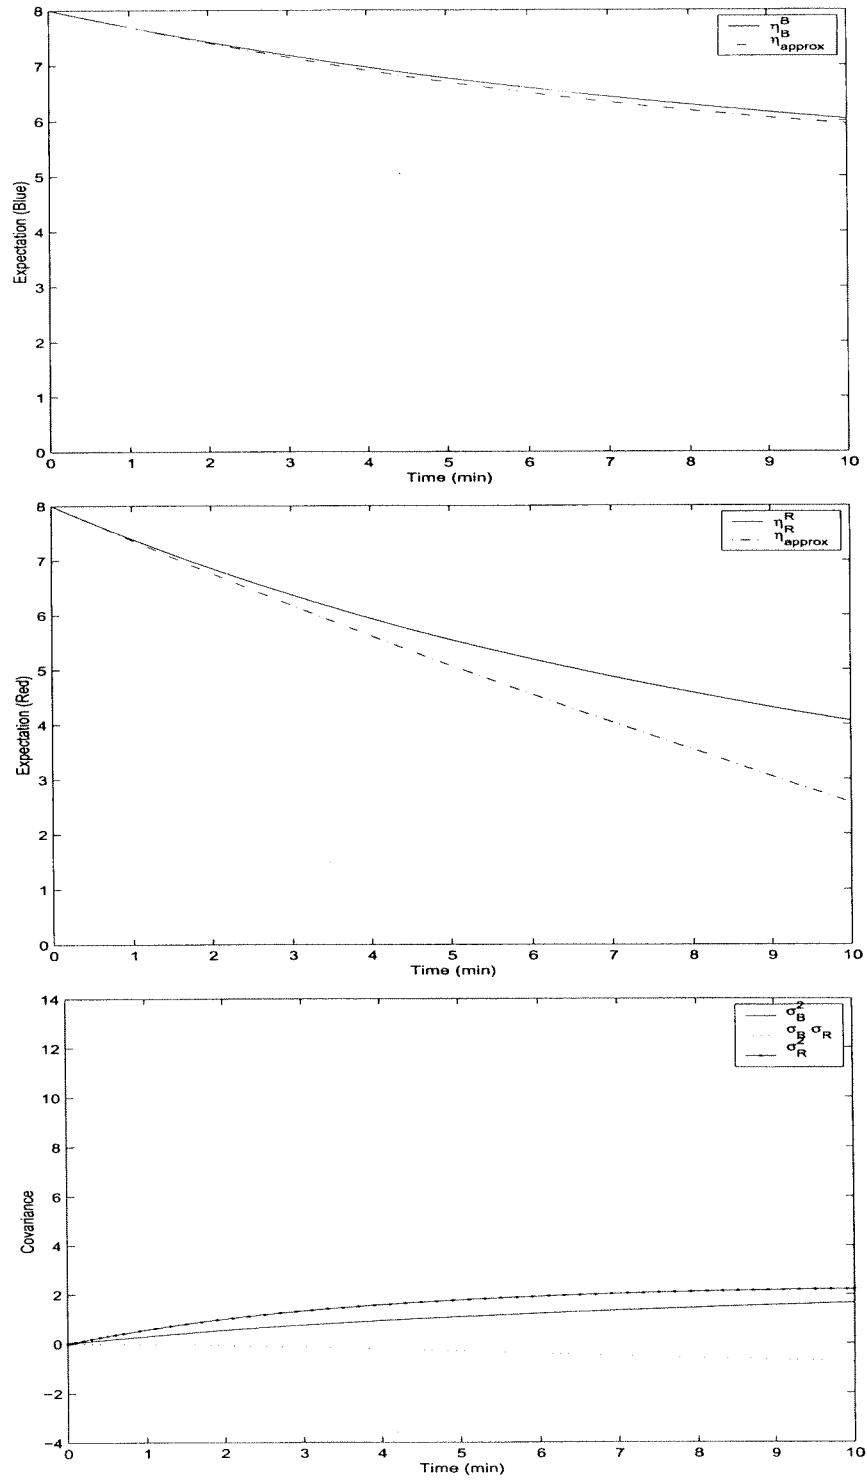 8
7
6
5
4
3
2
1
0
Expectation (Blue)
η^B
η^B_approx
0 1 2 3 4 5 6 7 8 9 10
Time (min)
8
7
6
5
4
3
2
1
0
Expectation (Red)
η^R
η^R_approx
0 1 2 3 4 5 6 7 8 9 10
Time (min)
14
12
10
8
6
4
2
0
−2
−4
Covariance
σ²_B
σ_B σ_R
σ²_R
0 1 2 3 4 5 6 7 8 9 10
Time (min)